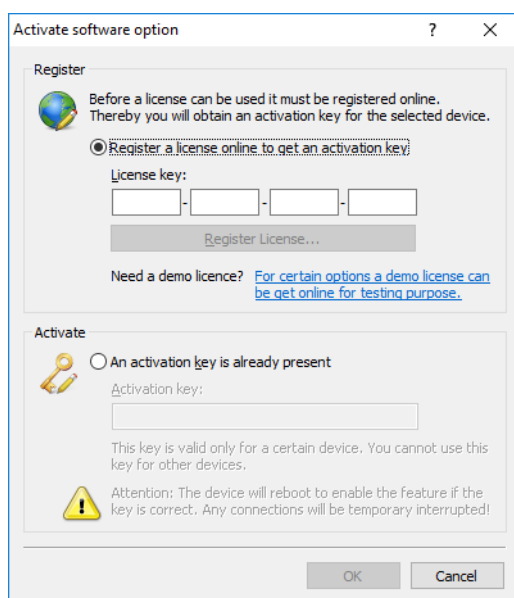 Activate software option
?
Register
Before a license can be used it must be registered online.
Thereby you will obtain an activation key for the selected device.
Register a license online to get an activation key
License key:
- - -
Register License...
Need a demo licence? For certain options a demo license can
be get online for testing purpose.
Activate
An activation key is already present
Activation key:
This key is valid only for a certain device. You cannot use this
key for other devices.
Attention: The device will reboot to enable the feature if the
key is correct. Any connections will be temporary interrupted!
OK Cancel